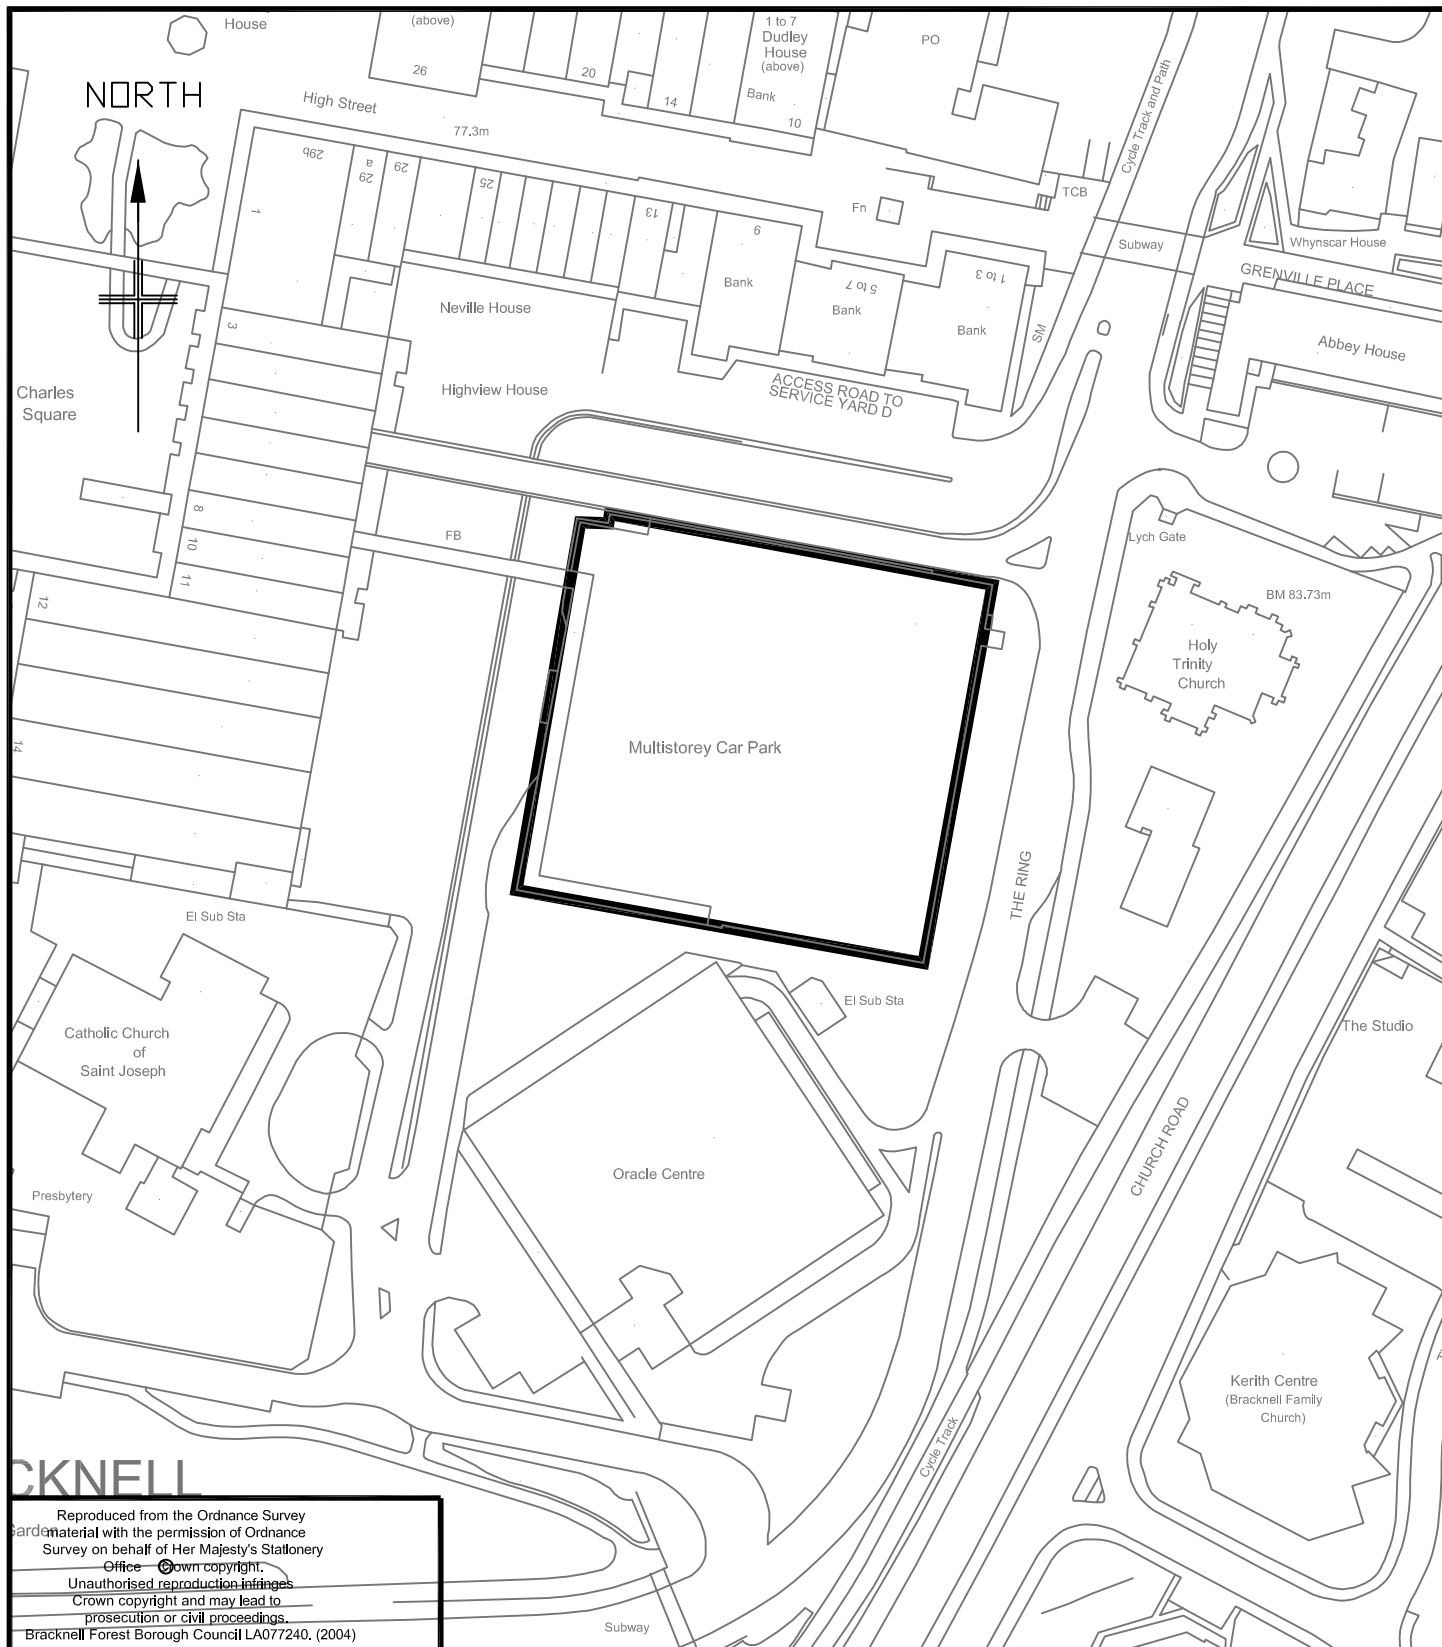 House
(above)
26
20
14
1 to 7
Dudley
House
(above)
Bank
10
PO
Cycle Track and Path
NORTH
High Street
77.3m
29b
29
a
29
25
13
9
Fn
TCB
Subway
Whynscar House
GRENVILLE PLACE
1
Bank
5 to 7
Bank
1 to 3
Bank
SM
Neville House
Abbey House
3
Highview House
ACCESS ROAD TO
SERVICE YARD D
Charles
Square
8
10
11
FB
Lych Gate
BM 83.73m
12
Holy
Trinity
Church
14
Multistorey Car Park
THE RING
El Sub Sta
El Sub Sta
The Studio
Catholic Church
of
Saint Joseph
Presbytery
Oracle Centre
CHURCH ROAD
Kerith Centre
(Bracknell Family
Church)
Cycle Track
CKNELL
Garden
Reproduced from the Ordnance Survey
material with the permission of Ordnance
Survey on behalf of Her Majesty's Stationery
Office © Crown copyright.
Unauthorised reproduction infringes
Crown copyright and may lead to
prosecution or civil proceedings.
Bracknell Forest Borough Council LA077240. (2004)
Subway